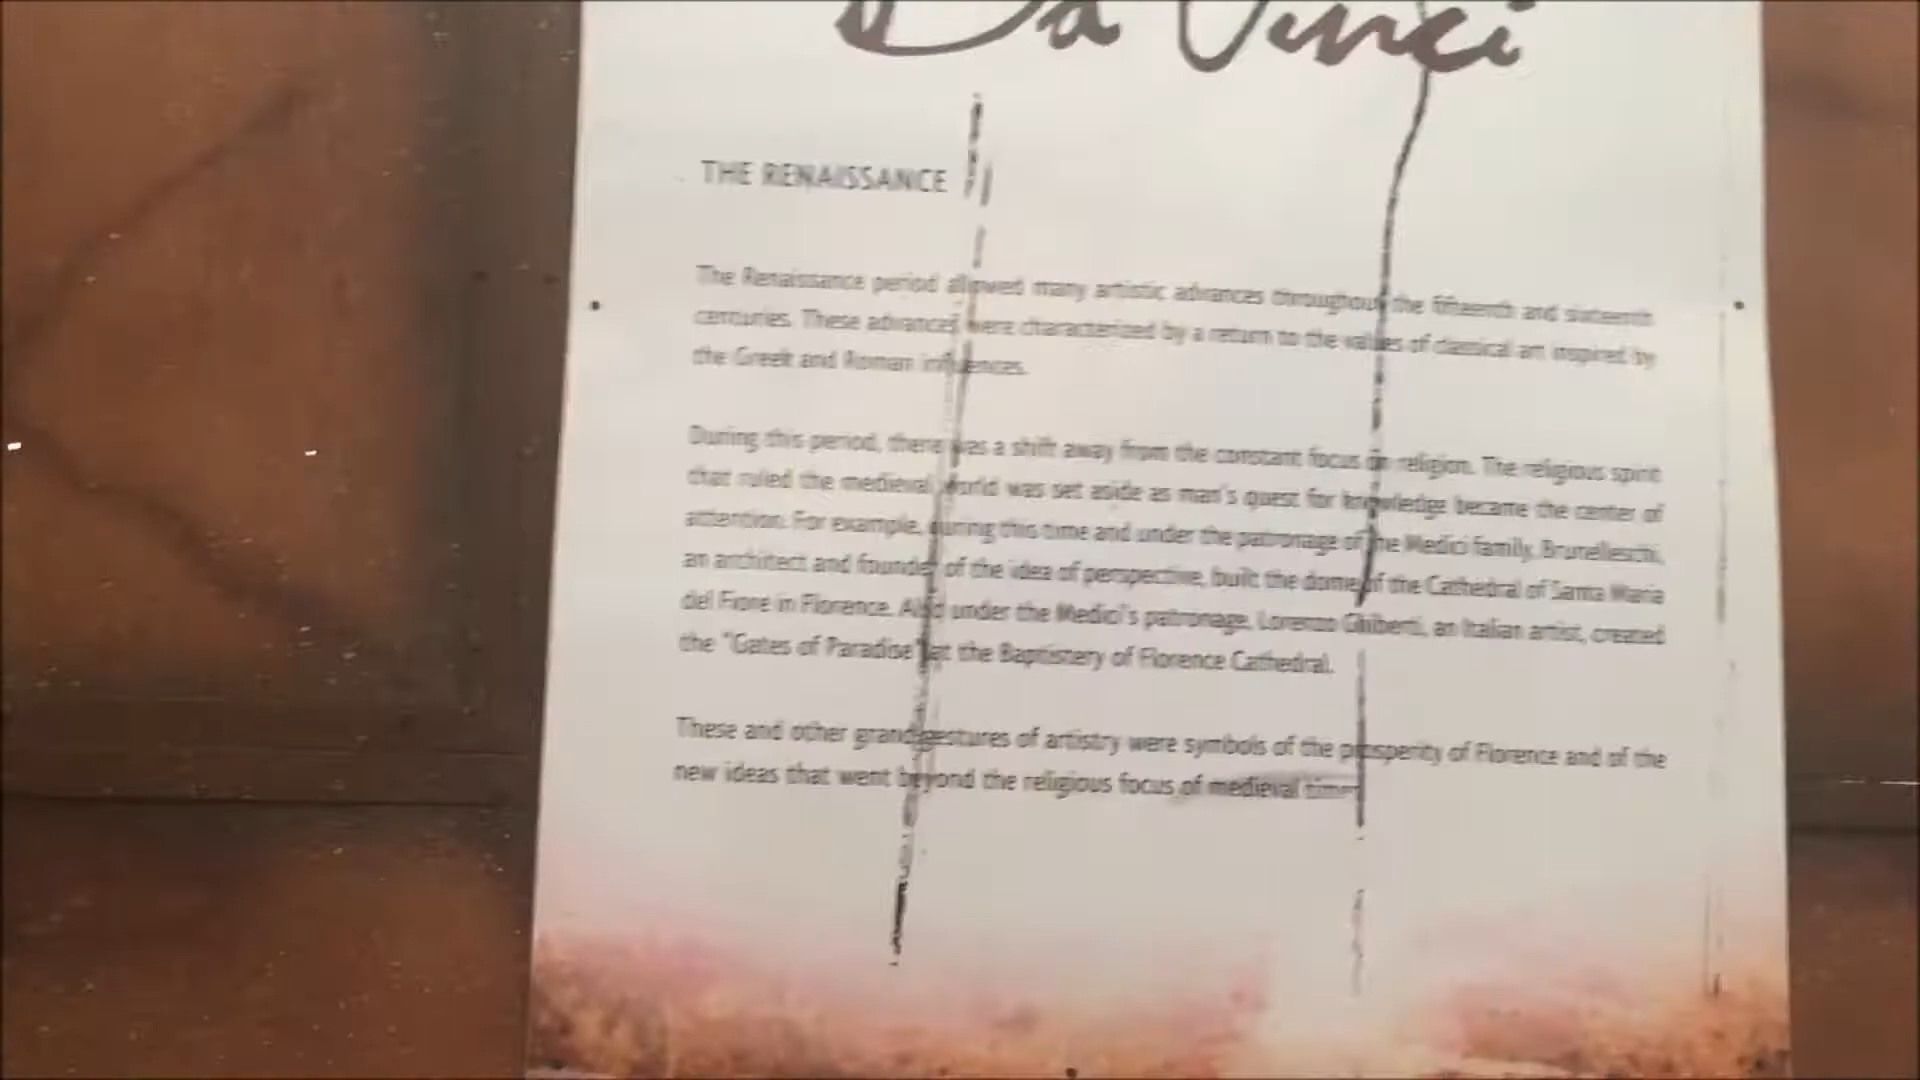 Da Vinci
THE RENAISSANCE
The Renaissance period allowed many artistic advances throughout the fifteenth and sixteenth
centuries. These advances were characterized by a return to the values of classical art inspired by
the Greek and Roman influences.
During this period, there was a shift away from the constant focus on religion. The religious spirit
that ruled the medieval world was set aside as man's quest for knowledge became the center of
attention. For example, during this time and under the patronage of the Medici family, Brunelleschi,
an architect and founder of the idea of perspective, built the dome of the Cathedral of Santa Maria
del Fiore in Florence. Also under the Medici's patronage, Lorenzo Ghiberti, an Italian artist, created
the "Gates of Paradise" at the Baptistery of Florence Cathedral.
These and other grand gestures of artistry were symbols of the prosperity of Florence and of the
new ideas that went beyond the religious focus of medieval times